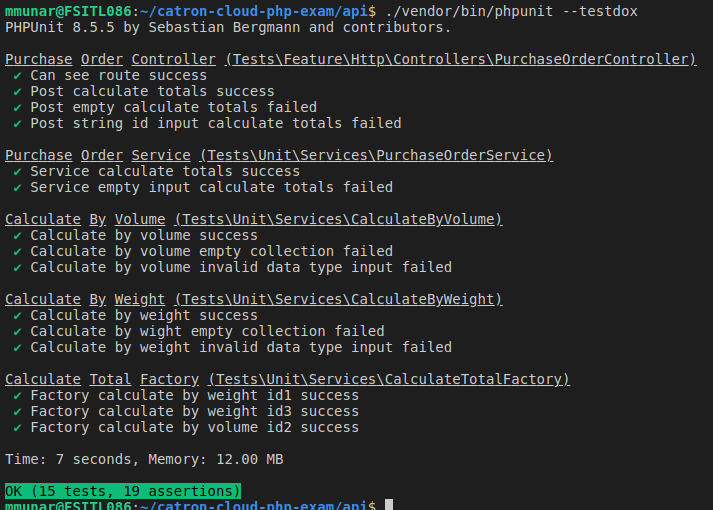 mmunar@FSITL086:~/catron-cloud-php-exam/api$ ./vendor/bin/phpunit --testdox
PHPUnit 8.5.5 by Sebastian Bergmann and contributors.
Purchase Order Controller (Tests\Feature\Http\Controllers\PurchaseOrderController)
✔ Can see route success
✔ Post calculate totals success
✔ Post empty calculate totals failed
✔ Post string id input calculate totals failed
Purchase Order Service (Tests\Unit\Services\PurchaseOrderService)
✔ Service calculate totals success
✔ Service empty input calculate totals failed
Calculate By Volume (Tests\Unit\Services\CalculateByVolume)
✔ Calculate by volume success
✔ Calculate by volume empty collection failed
✔ Calculate by volume invalid data type input failed
Calculate By Weight (Tests\Unit\Services\CalculateByWeight)
✔ Calculate by weight success
✔ Calculate by wight empty collection failed
✔ Calculate by weight invalid data type input failed
Calculate Total Factory (Tests\Unit\Services\CalculateTotalFactory)
✔ Factory calculate by weight id1 success
✔ Factory calculate by weight id3 success
✔ Factory calculate by volume id2 success
Time: 7 seconds, Memory: 12.00 MB
OK (15 tests, 19 assertions)
mmunar@FSITL086:~/catron-cloud-php-exam/api$